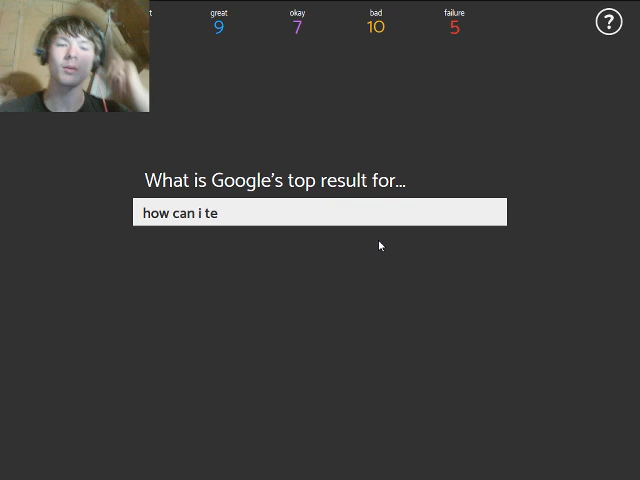 t great okay bad failure
9 7 10 5
?
What is Google's top result for...
how can i te